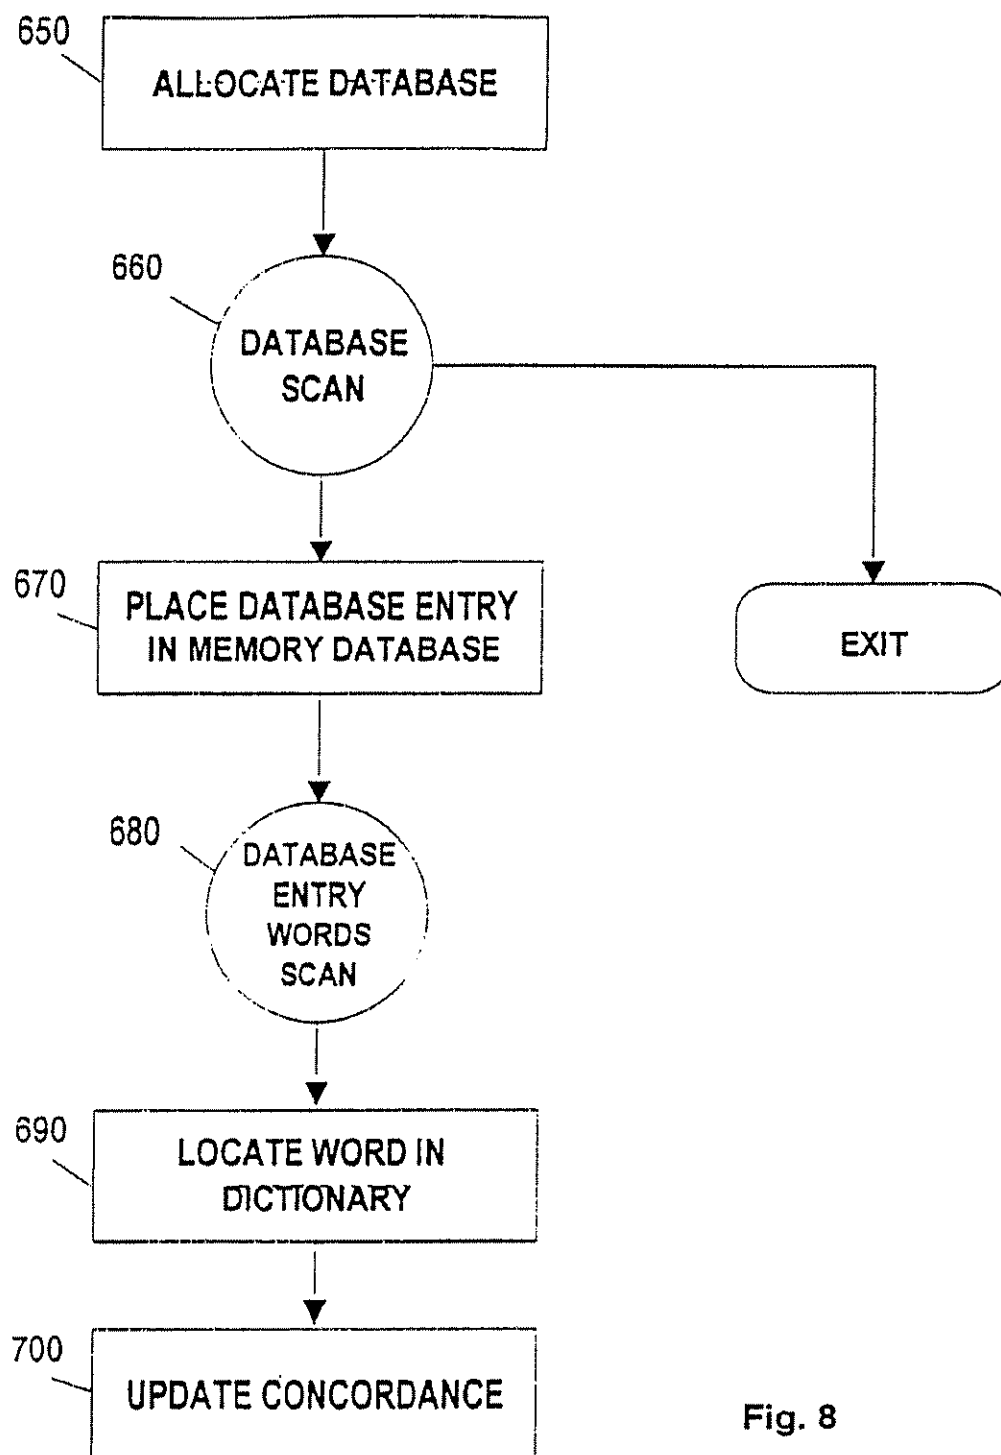 650
ALLOCATE DATABASE
660
DATABASE
SCAN
670
PLACE DATABASE ENTRY
IN MEMORY DATABASE
EXIT
680
DATABASE
ENTRY
WORDS
SCAN
690
LOCATE WORD IN
DICTIONARY
700
UPDATE CONCORDANCE
Fig. 8